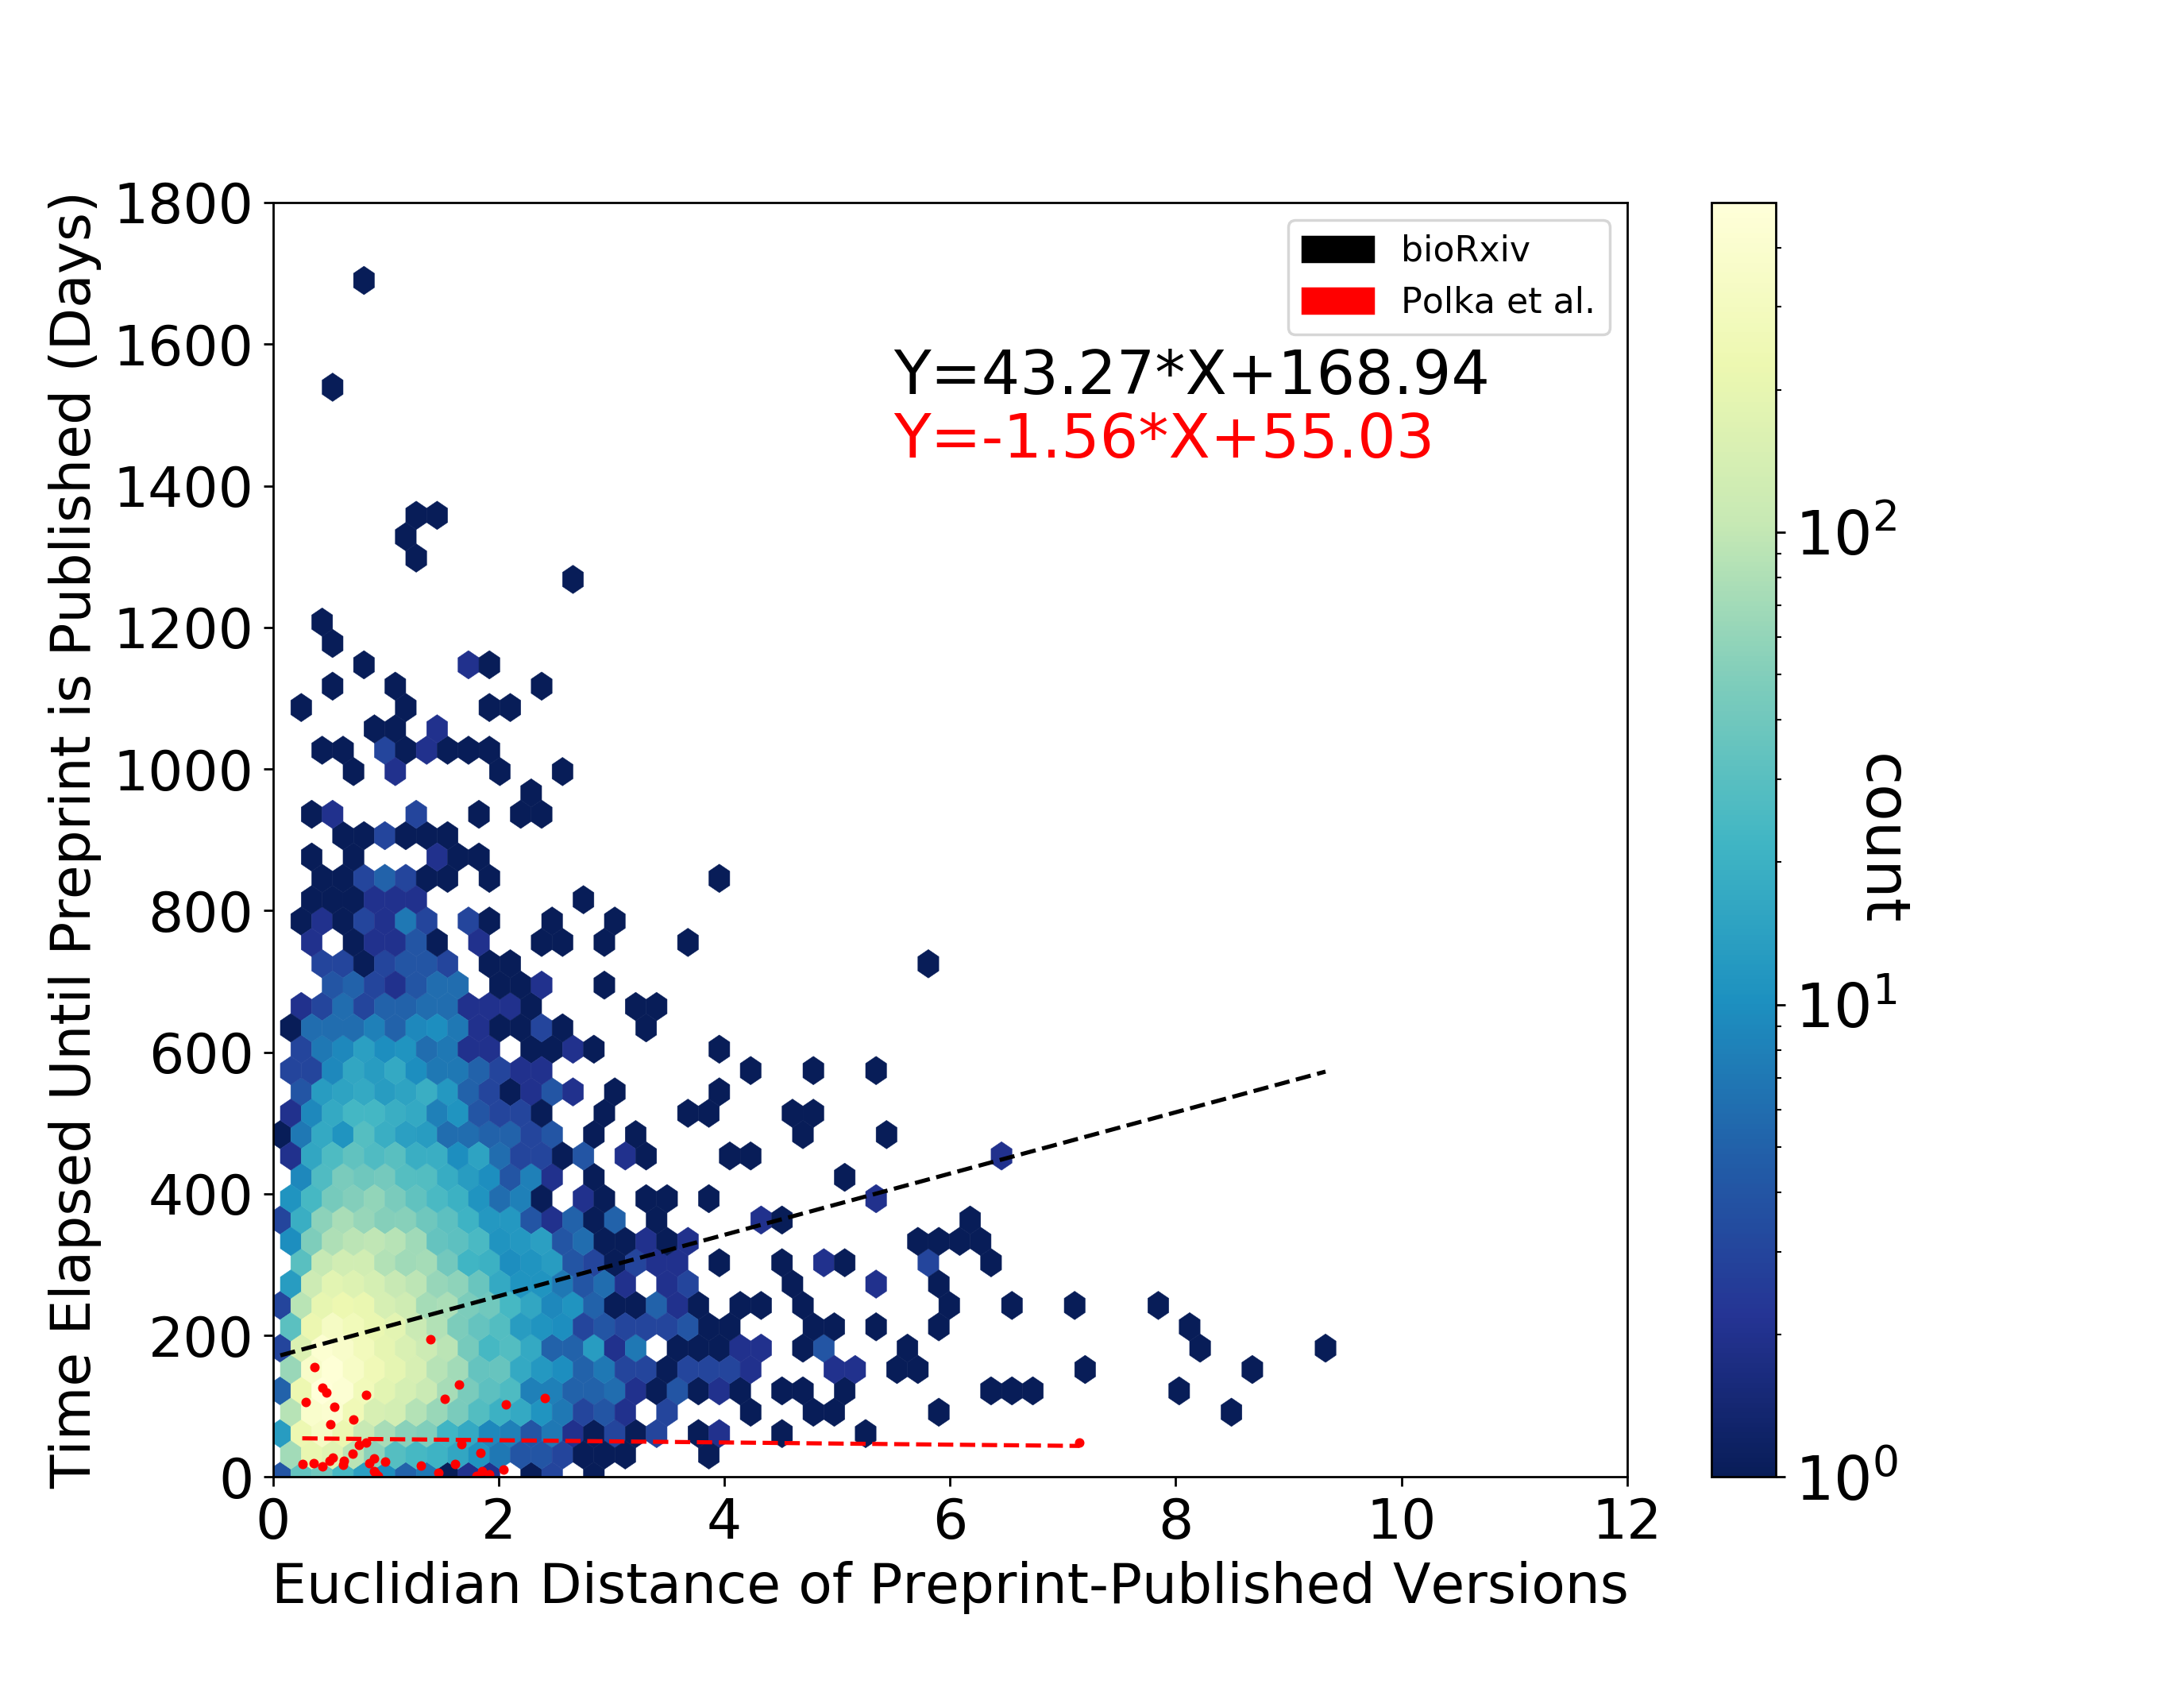 bioRxiv
Polka et al.
Y=43.27*X+168.94
Y=-1.56*X+55.03
Time Elapsed Until Preprint is Published (Days)
1800
1600
1400
1200
1000
800
600
400
200
0
0 2 4 6 8 10 12
Euclidian Distance of Preprint-Published Versions
10²
10¹
10⁰
count